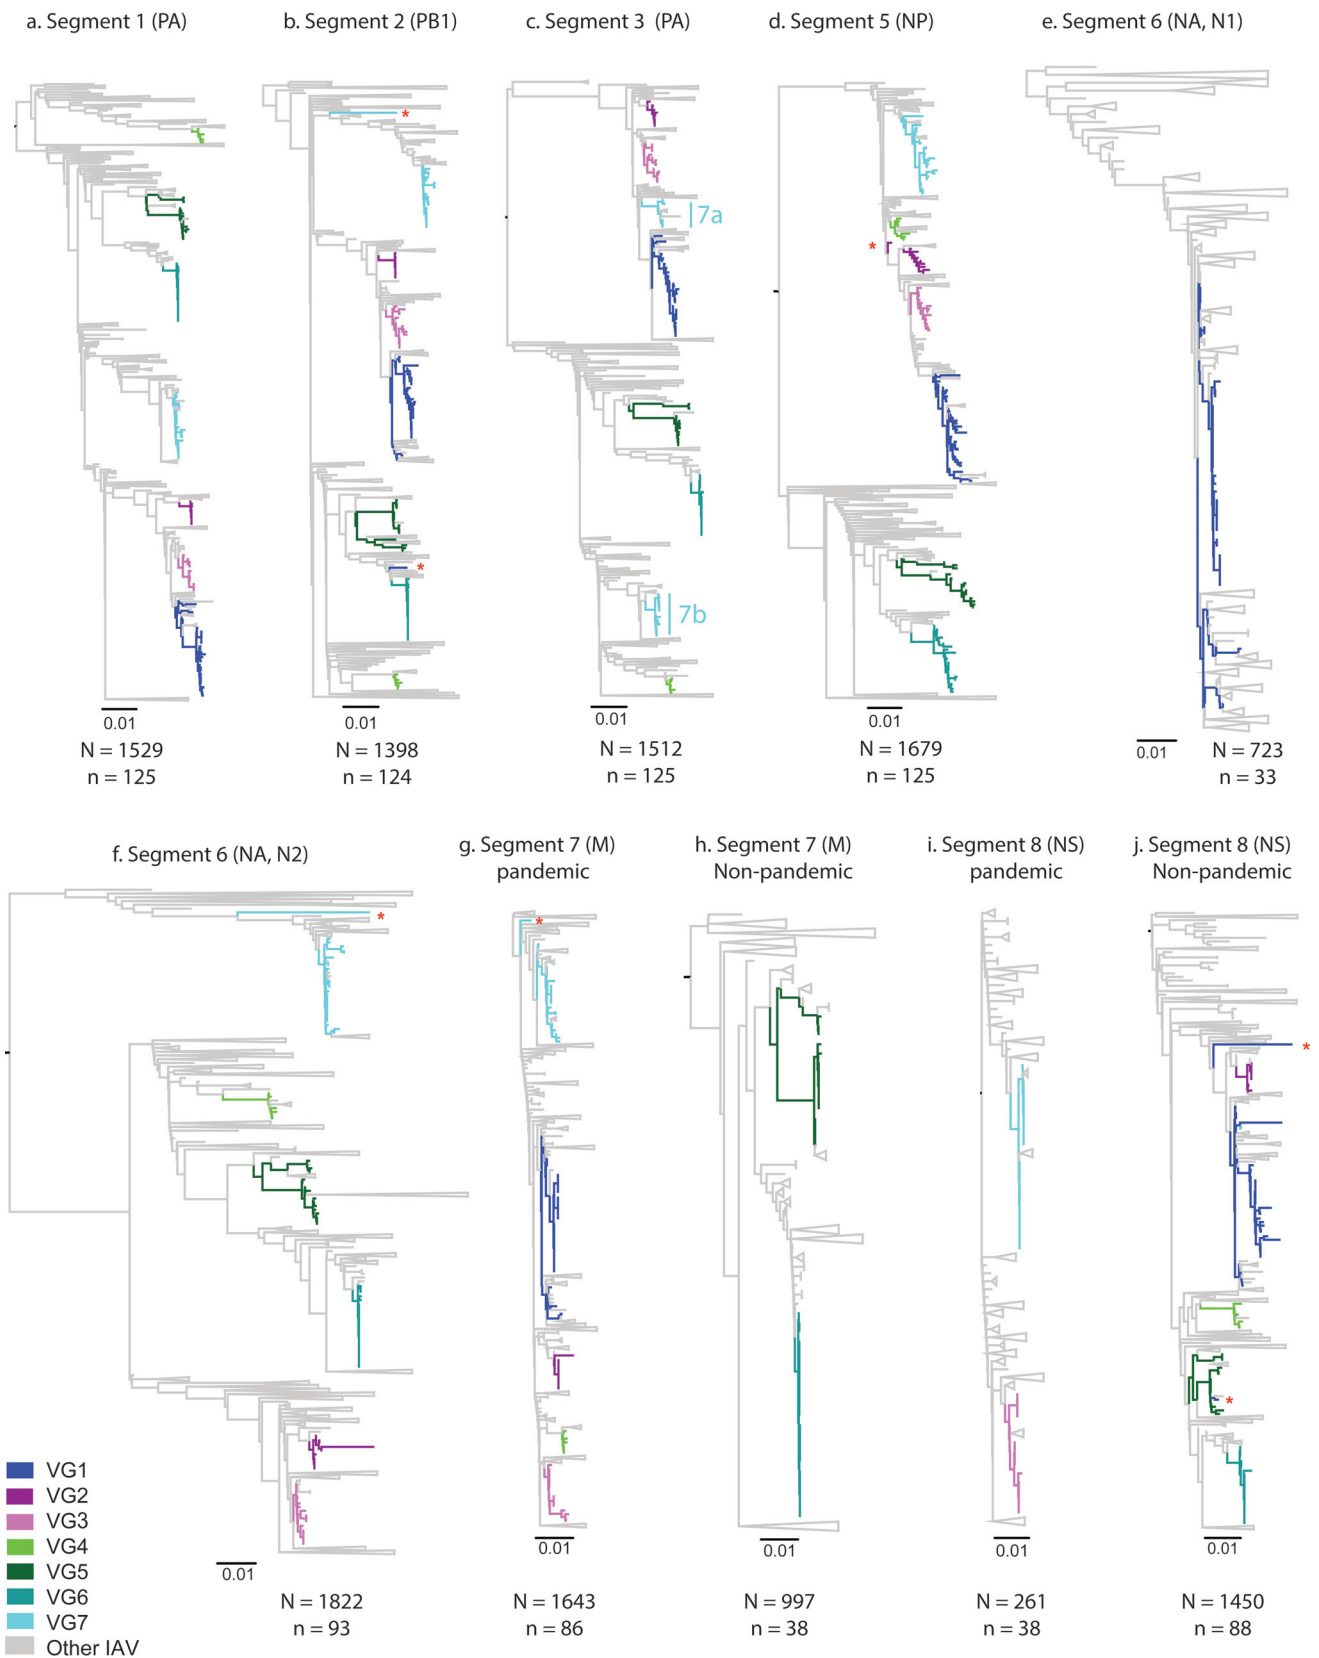 a. Segment 1 (PA)
b. Segment 2 (PB1)
c. Segment 3 (PA)
d. Segment 5 (NP)
e. Segment 6 (NA, N1)
*
*
7a
7b
*
0.01
0.01
0.01
0.01
0.01
N = 1529
n = 125
N = 1398
n = 124
N = 1512
n = 125
N = 1679
n = 125
N = 723
n = 33
f. Segment 6 (NA, N2)
g. Segment 7 (M)
pandemic
h. Segment 7 (M)
Non-pandemic
i. Segment 8 (NS)
pandemic
j. Segment 8 (NS)
Non-pandemic
*
*
*
*
VG1
VG2
VG3
VG4
VG5
VG6
VG7
Other IAV
0.01
0.01
0.01
0.01
0.01
N = 1822
n = 93
N = 1643
n = 86
N = 997
n = 38
N = 261
n = 38
N = 1450
n = 88